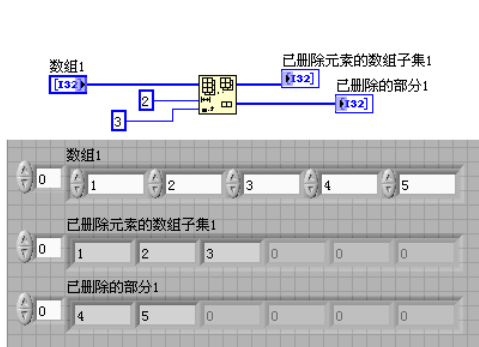 数组1
[I32]
已删除元素的数组子集1
[I32]
已删除的部分1
[I32]
2
3
数组1
0 1 2 3 4 5
已删除元素的数组子集1
0 1 2 3 0 0 0
已删除的部分1
0 4 5 0 0 0 0